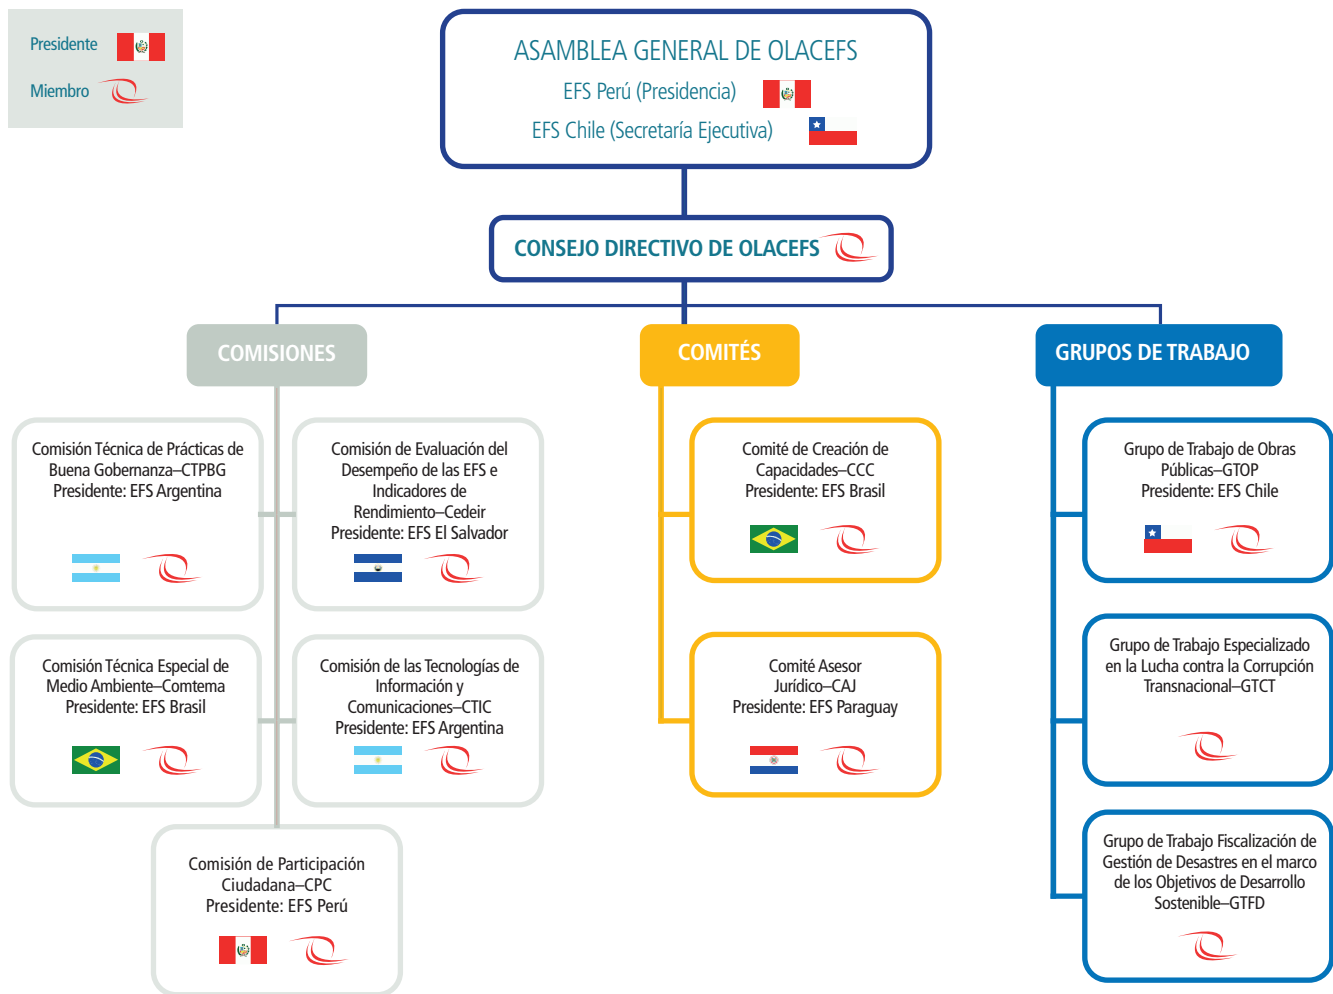 Presidente
Miembro
ASAMBLEA GENERAL DE OLACEFS
EFS Perú (Presidencia)
EFS Chile (Secretaría Ejecutiva)
CONSEJO DIRECTIVO DE OLACEFS
COMISIONES
COMITÉS
GRUPOS DE TRABAJO
Comisión Técnica de Prácticas de
Buena Gobernanza–CTPBG
Presidente: EFS Argentina
Comisión de Evaluación del
Desempeño de las EFS e
Indicadores de
Rendimiento–Cedeir
Presidente: EFS El Salvador
Comité de Creación de
Capacidades–CCC
Presidente: EFS Brasil
Grupo de Trabajo de Obras
Públicas–GTOP
Presidente: EFS Chile
Comisión Técnica Especial de
Medio Ambiente–Comtema
Presidente: EFS Brasil
Comisión de las Tecnologías de
Información y
Comunicaciones–CTIC
Presidente: EFS Argentina
Comité Asesor
Jurídico–CAJ
Presidente: EFS Paraguay
Grupo de Trabajo Especializado
en la Lucha contra la Corrupción
Transnacional–GTCT
Comisión de Participación
Ciudadana–CPC
Presidente: EFS Perú
Grupo de Trabajo Fiscalización de
Gestión de Desastres en el marco
de los Objetivos de Desarrollo
Sostenible–GTFD